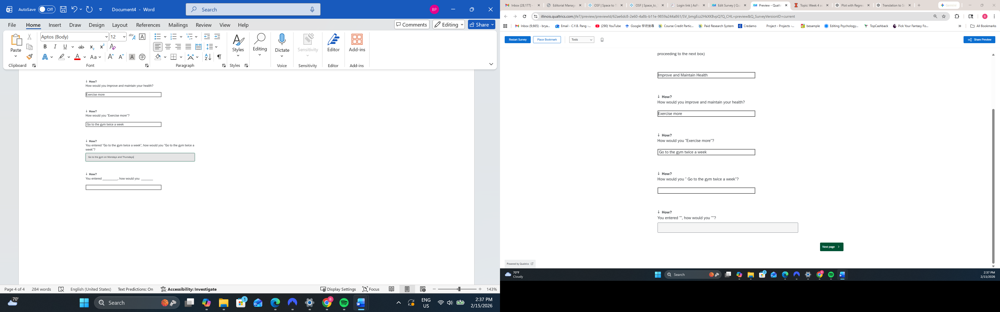 AutoSave Off Document4 - Word Search BP
File Home Insert Draw Design Layout References Mailings Review View Help Comments Editing Share
Paste Aptos (Body) 12 Styles Editing Dictate Sensitivity Editor Add-ins
Clipboard Font Paragraph Styles Voice Sensitivity Editor Add-ins
↓ How?
How would you improve and maintain your health?
Exercise more
↓ How?
How would you "Exercise more"?
Go to the gym twice a week
↓ How?
You entered "Go to the gym twice a week", how would you "Go to the gym twice a
week"?
Go to the gym on Mondays and Thursdays
↓ How?
You entered _________, how would you _______
Page 4 of 4 284 words English (United States) Text Predictions: On Accessibility: Investigate Display Settings Focus 143%
70° Search 1 B ENG US 2:37 PM 2/15/2026
Inbox (28,177) - Editorial Manag OSF | Space to T OSF | Space_to_ Login link | AsPr Edit Survey | Qu Preview - Qualtr Topic: Week 4 as Plot with Regres Translation to Si Gemini
illinois.qualtrics.com/jfe7/preview/previewId/62ae6dc8-2e60-4a8b-b11e-9859a244a861/SV_bmgEcz2HkXKBvpQ?Q_CHL=preview&Q_SurveyVersionID=current
Inbox (9,665) - brya... Email - C.Y.B. Pang -... (290) YouTube Google 學術搜尋 Course Credit Partic... Paid Research System Credamo Project - Projects -... besample Editing Psychology... TopCashback Pick Your Fantasy Fo... » All Bookmarks
Restart Survey Place Bookmark Tools Share Preview
proceeding to the next box)
Improve and Maintain Health
↓ How?
How would you improve and maintain your health?
Exercise more
↓ How?
How would you "Exercise more"?
Go to the gym twice a week
↓ How?
How would you " Go to the gym twice a week"?
↓ How?
You entered "", how would you ""?
Next page
Powered by Qualtrics
70°F
Cloudy
Search
2:37 PM
2/15/2026